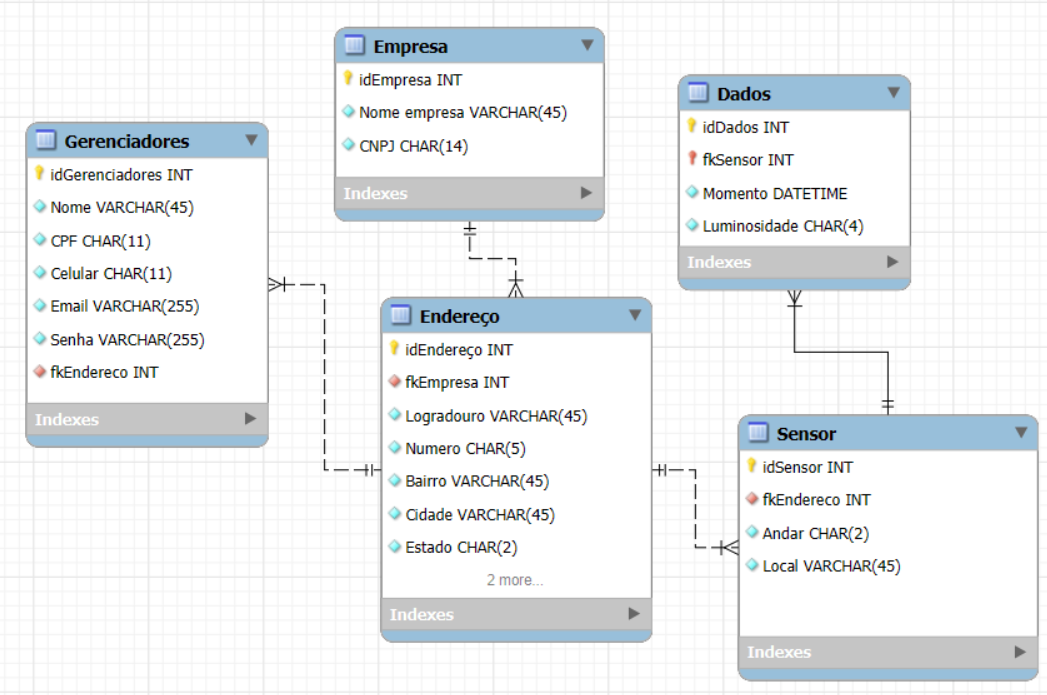 Empresa
idEmpresa INT
Nome empresa VARCHAR(45)
CNPJ CHAR(14)
Indexes
Dados
idDados INT
fkSensor INT
Momento DATETIME
Luminosidade CHAR(4)
Indexes
Gerenciadores
idGerenciadores INT
Nome VARCHAR(45)
CPF CHAR(11)
Celular CHAR(11)
Email VARCHAR(255)
Senha VARCHAR(255)
fkEndereco INT
Indexes
Endereço
idEndereço INT
fkEmpresa INT
Logradouro VARCHAR(45)
Numero CHAR(5)
Bairro VARCHAR(45)
Cidade VARCHAR(45)
Estado CHAR(2)
2 more...
Indexes
Sensor
idSensor INT
fkEndereco INT
Andar CHAR(2)
Local VARCHAR(45)
Indexes